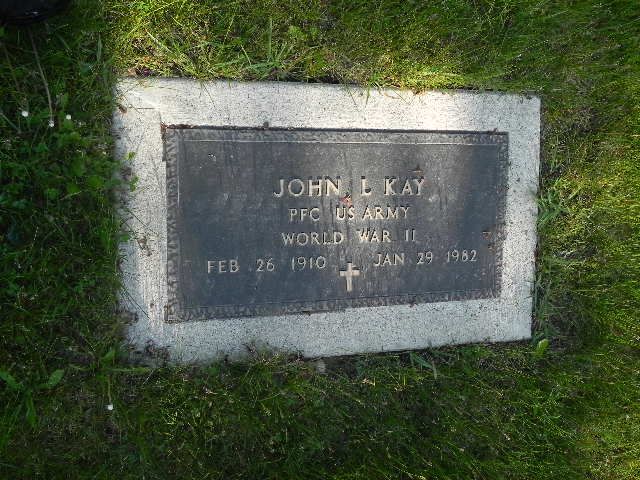 JOHN L KAY
PFC US ARMY
WORLD WAR II
FEB 26 1910 JAN 29 1982